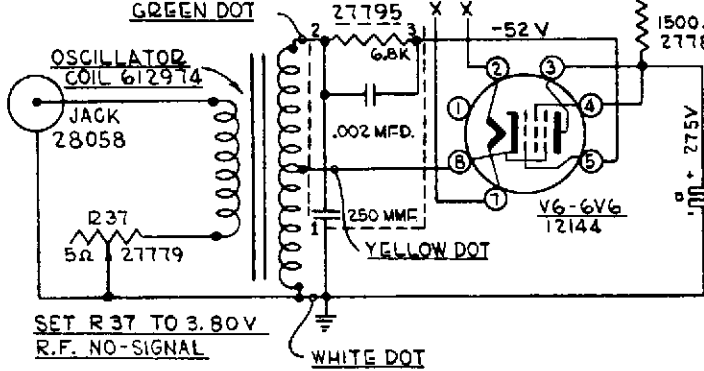 GREEN DOT
2
27795
3
X X
-52V
1500.
2778
6.8K
OSCILLATOR
COIL 612974
JACK
28058
.002 MFD.
2
3
1
4
8
5
7
275V
+
250 MMF.
1
V6-6V6
12144
R37
5Ω
27779
YELLOW DOT
SET R37 TO 3.80V
R.F. NO-SIGNAL
WHITE DOT